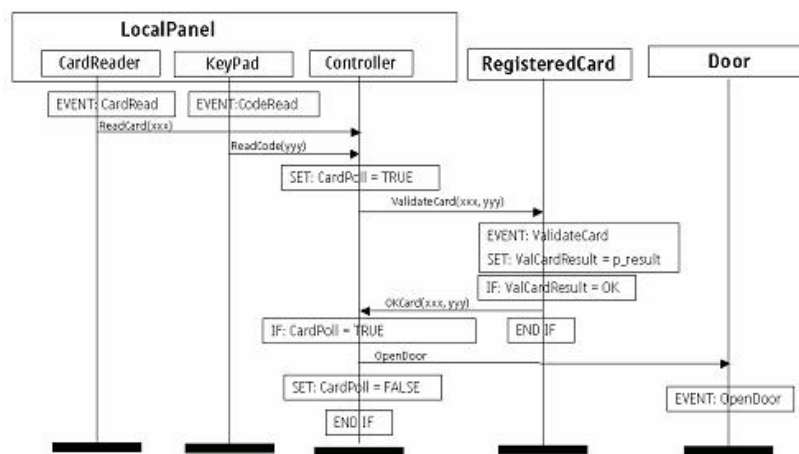 LocalPanel
CardReader
KeyPad
Controller
RegisteredCard
Door
EVENT: CardRead
EVENT:CodeRead
ReadCard(xxx)
ReadCode(yyy)
SET: CardPoll = TRUE
ValidateCard(xxx, yyy)
EVENT: ValidateCard
SET: ValCardResult = p_result
IF: ValCardResult = OK
OKCard(xxx, yyy)
IF: CardPoll = TRUE
END IF
OpenDoor
SET: CardPoll = FALSE
EVENT: OpenDoor
END IF